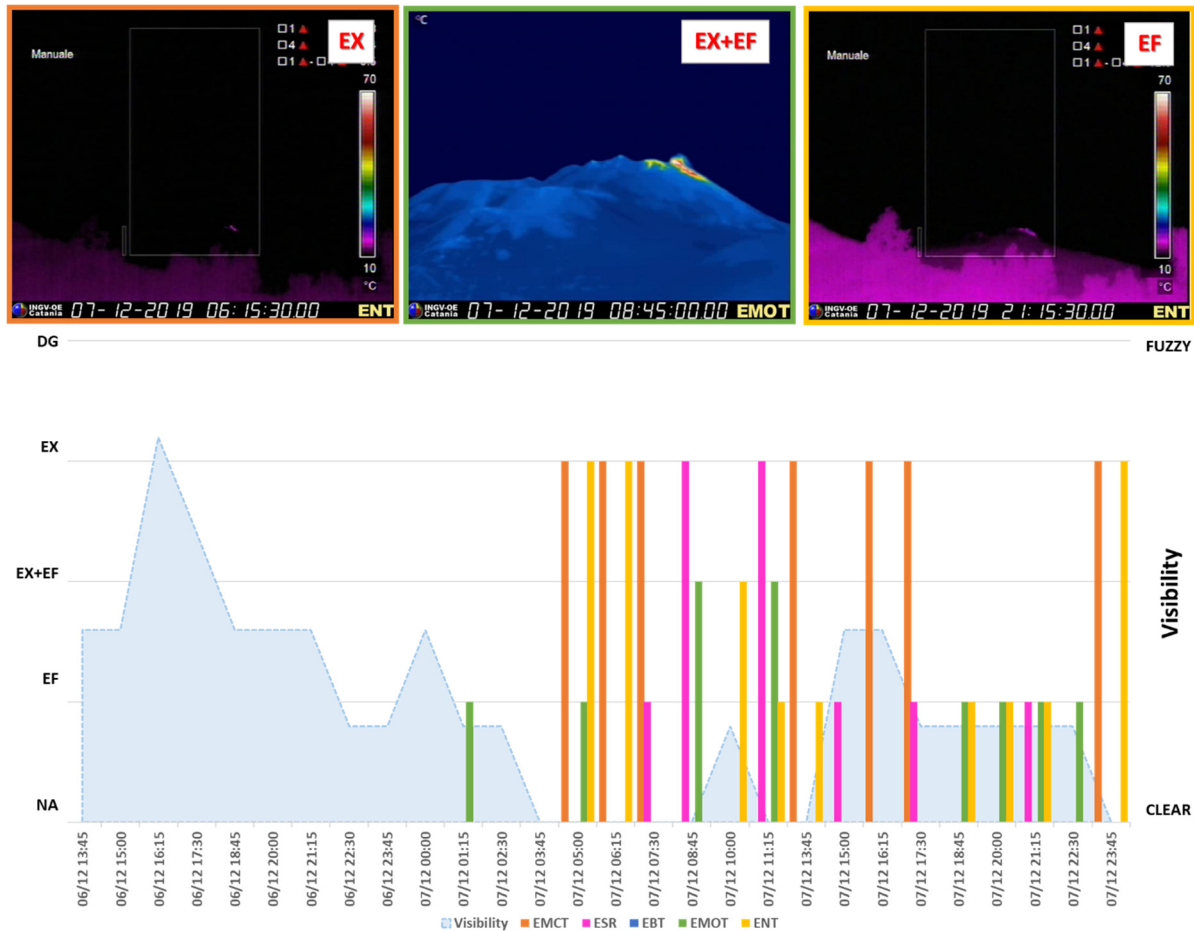 Manuale
□1 ▲
□4 ▲
□1 ▲ - □
EX
70
10
°C
INGV-OE
Catania
07-12-2019 06:15:30.00
ENT
°C
EX+EF
INGV-OE
Catania
07-12-2019 08:45:00.00
EMOT
Manuale
□1 ▲
□4 ▲
□1 ▲ - □
EF
70
10
°C
INGV-OE
Catania
07-12-2019 21:15:30.00
ENT
DG
FUZZY
EX
EX+EF
EF
NA
Visibility
CLEAR
06/12 13:45
06/12 15:00
06/12 16:15
06/12 17:30
06/12 18:45
06/12 20:00
06/12 21:15
06/12 22:30
06/12 23:45
07/12 00:00
07/12 01:15
07/12 02:30
07/12 03:45
07/12 05:00
07/12 06:15
07/12 07:30
07/12 08:45
07/12 10:00
07/12 11:15
07/12 13:45
07/12 15:00
07/12 16:15
07/12 17:30
07/12 18:45
07/12 20:00
07/12 21:15
07/12 22:30
07/12 23:45
Visibility EMCT ESR EBT EMOT ENT